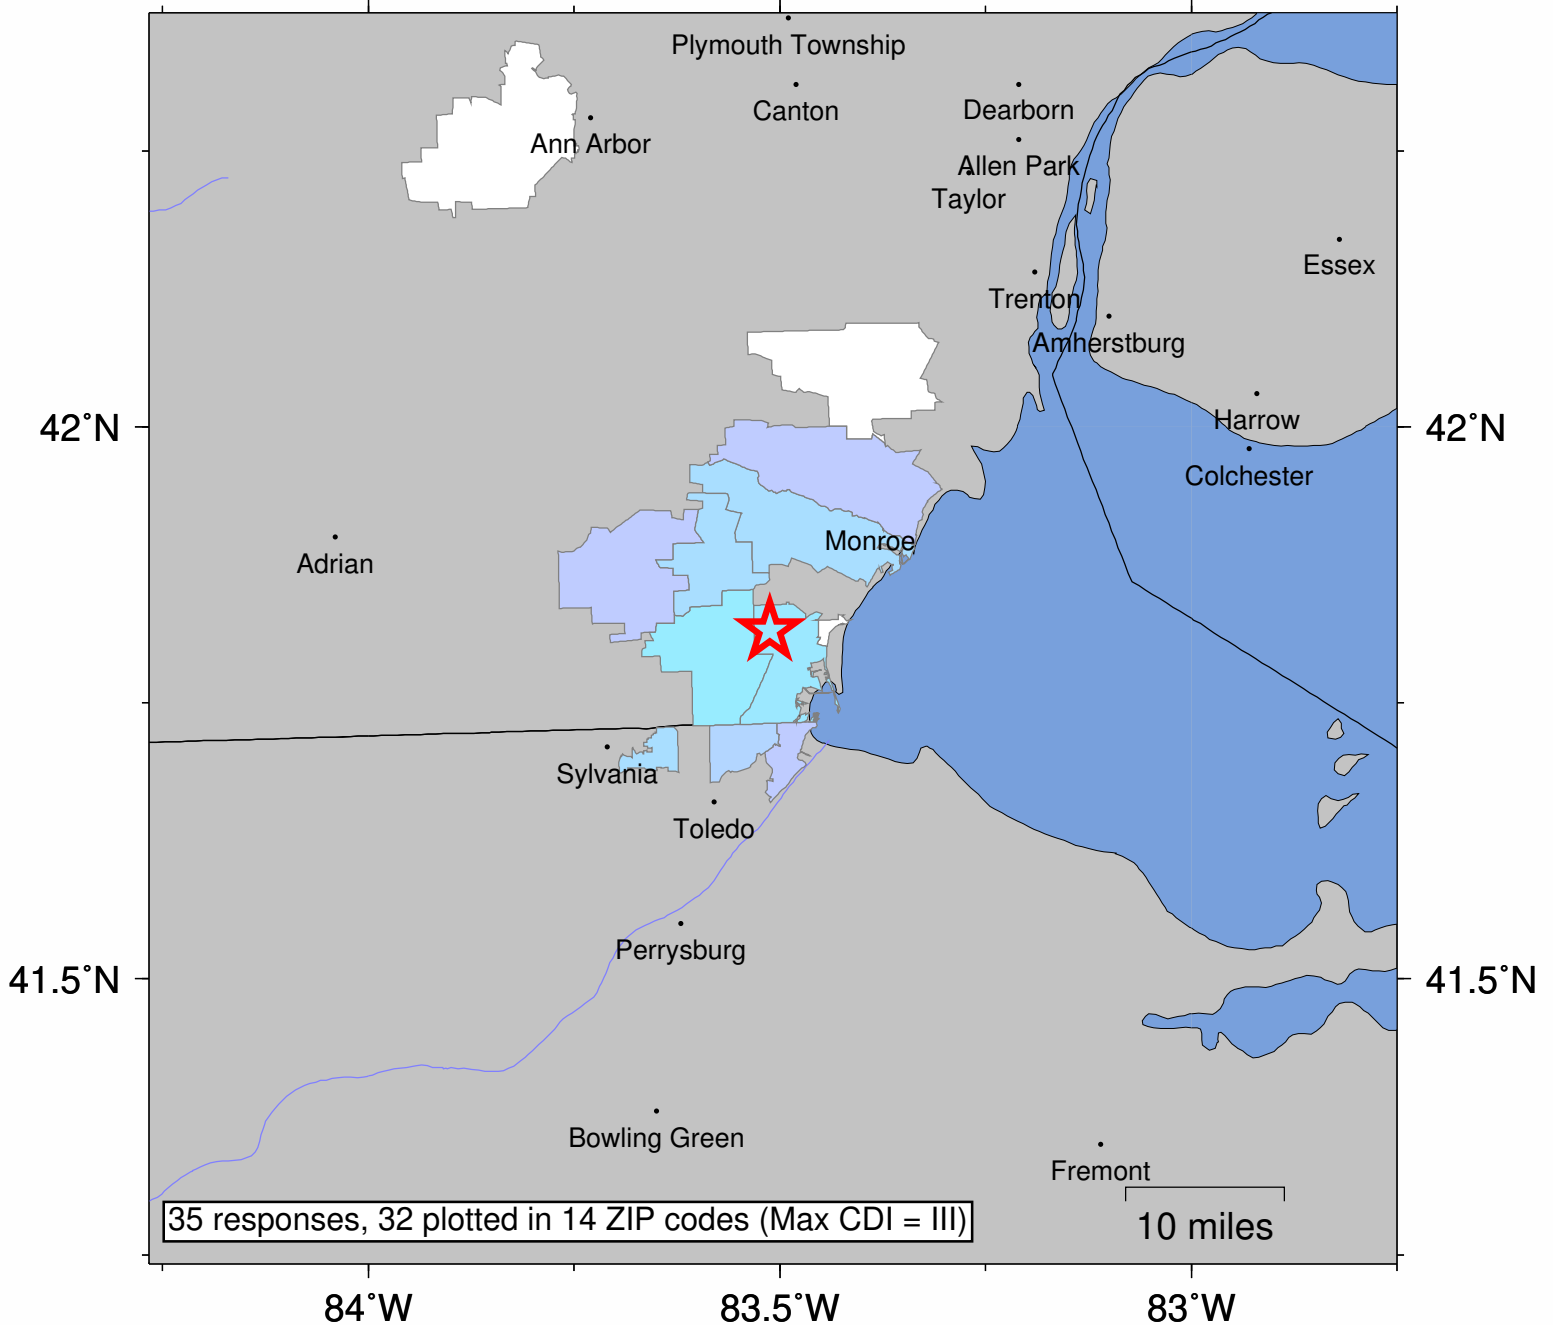 Plymouth Township
Canton
Dearborn
Ann Arbor
Allen Park
Taylor
Essex
Trenton
Amherstburg
42˚N
Harrow
42˚N
Colchester
Monroe
Adrian
Sylvania
Toledo
Perrysburg
41.5˚N
41.5˚N
Bowling Green
Fremont
35 responses, 32 plotted in 14 ZIP codes (Max CDI = III)
10 miles
84˚W
83.5˚W
83˚W